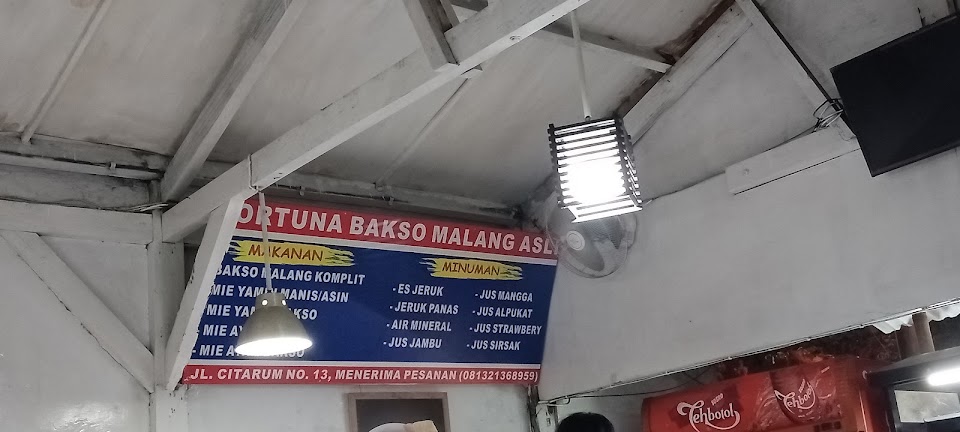 ORTUNA BAKSO MALANG ASLI
MAKANAN
BAKSO MALANG KOMPLIT
MIE YAMIN MANIS/ASIN
MIE YA
- MIE AY
- MIE A
MINUMAN
- ES JERUK
- JERUK PANAS
- AIR MINERAL
- JUS JAMBU
- JUS MANGGA
- JUS ALPUKAT
- JUS STRAWBERY
- JUS SIRSAK
JL. CITARUM NO. 13, MENERIMA PESANAN (081321368959)
Tehbotol
Tehbotol